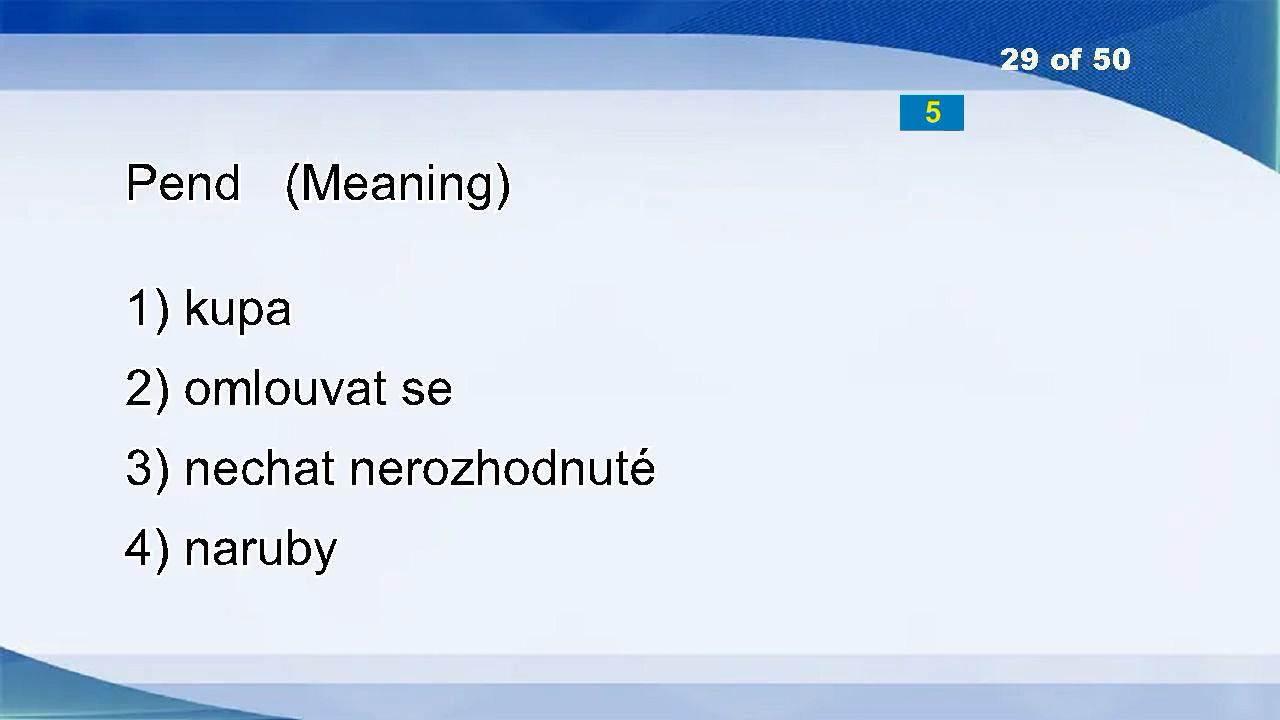 29 of 50
5
Pend (Meaning)
1) kupa
2) omlouvat se
3) nechat nerozhodnuté
4) naruby